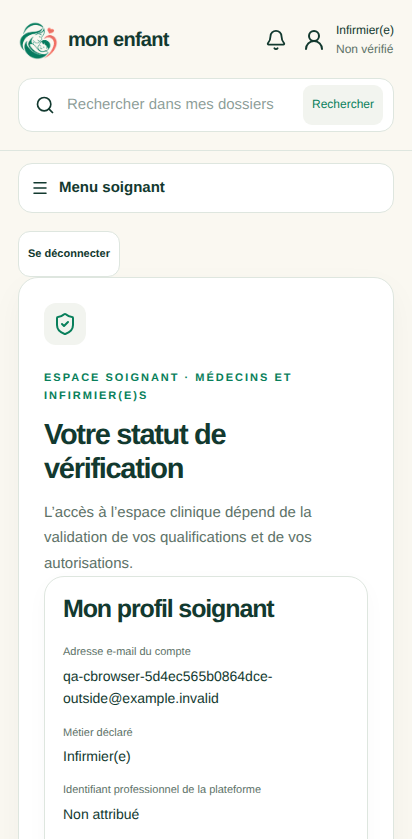 mon enfant
Infirmier(e)
Non vérifié
Rechercher dans mes dossiers
Rechercher
Menu soignant
Se déconnecter
ESPACE SOIGNANT · MÉDECINS ET
INFIRMIER(E)S
Votre statut de
vérification
L'accès à l'espace clinique dépend de la
validation de vos qualifications et de vos
autorisations.
Mon profil soignant
Adresse e-mail du compte
qa-cbrowser-5d4ec565b0864dce-
outside@example.invalid
Métier déclaré
Infirmier(e)
Identifiant professionnel de la plateforme
Non attribué